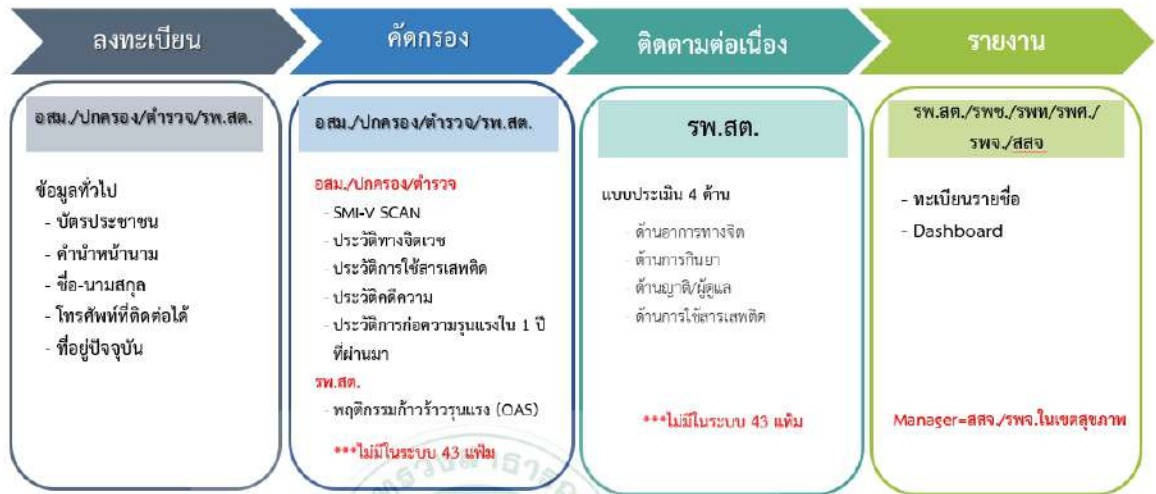 ลงทะเบียน
คัดกรอง
ติดตามต่อเนื่อง
รายงาน
อสม./ปกครอง/ตำรวจ/รพ.สต.
ข้อมูลทั่วไป
- บัตรประชาชน
- คำนำหน้านาม
- ชื่อ-นามสกุล
- โทรศัพท์ที่ติดต่อได้
- ที่อยู่ปัจจุบัน
อสม./ปกครอง/ตำรวจ/รพ.สต.
อสม./ปกครอง/ตำรวจ
- SMI-V SCAN
- ประวัติทางจิตเวช
- ประวัติการใช้สารเสพติด
- ประวัติคดีความ
- ประวัติการก่อความรุนแรงใน 1 ปี
ที่ผ่านมา
รพ.สต.
- พฤติกรรมก้าวร้าวรุนแรง (OAS)
***ไม่มีในระบบ 43 แฟ้ม
รพ.สต.
แบบประเมิน 4 ด้าน
- ด้านอาการทางจิต
- ด้านการกินยา
- ด้านญาติ/ผู้ดูแล
- ด้านการใช้สารเสพติด
***ไม่มีในระบบ 43 แฟ้ม
รพ.สต./รพช./รพท/รพศ./
รพจ./สสจ
- ทะเบียนรายชื่อ
- Dashboard
Manager=สสจ./รพจ.ในเขตสุขภาพ